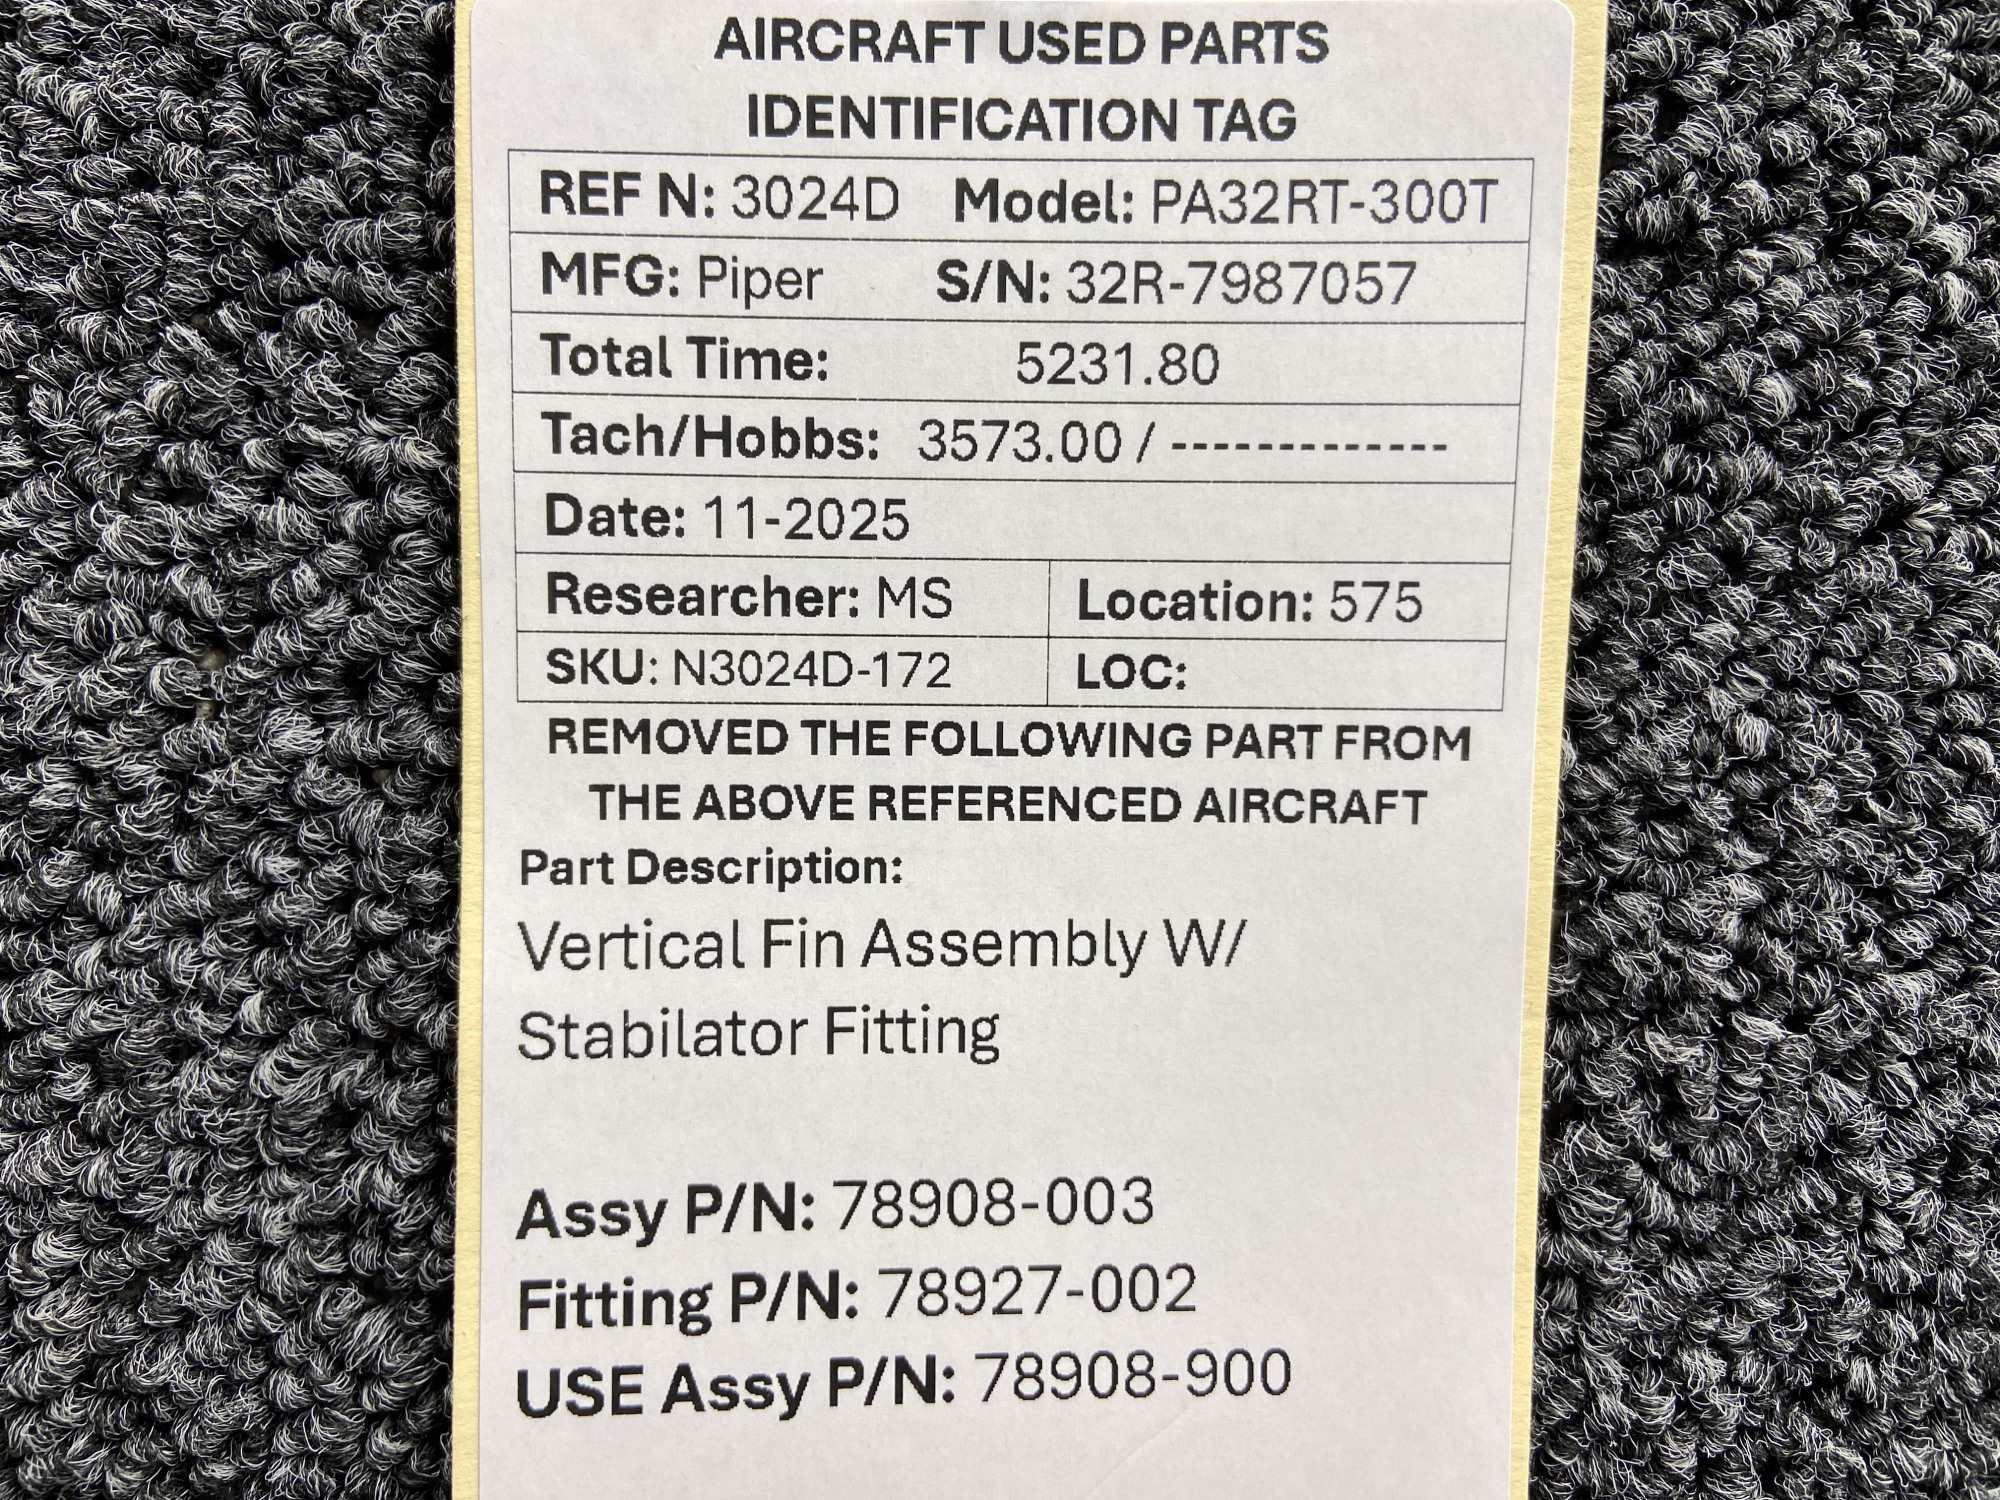 AIRCRAFT USED PARTS
IDENTIFICATION TAG
REF N: 3024D Model: PA32RT-300T
MFG: Piper S/N: 32R-7987057
Total Time: 5231.80
Tach/Hobbs: 3573.00 / -------------
Date: 11-2025
Researcher: MS Location: 575
SKU: N3024D-172 LOC:
REMOVED THE FOLLOWING PART FROM
THE ABOVE REFERENCED AIRCRAFT
Part Description:
Vertical Fin Assembly W/
Stabilator Fitting
Assy P/N: 78908-003
Fitting P/N: 78927-002
USE Assy P/N: 78908-900